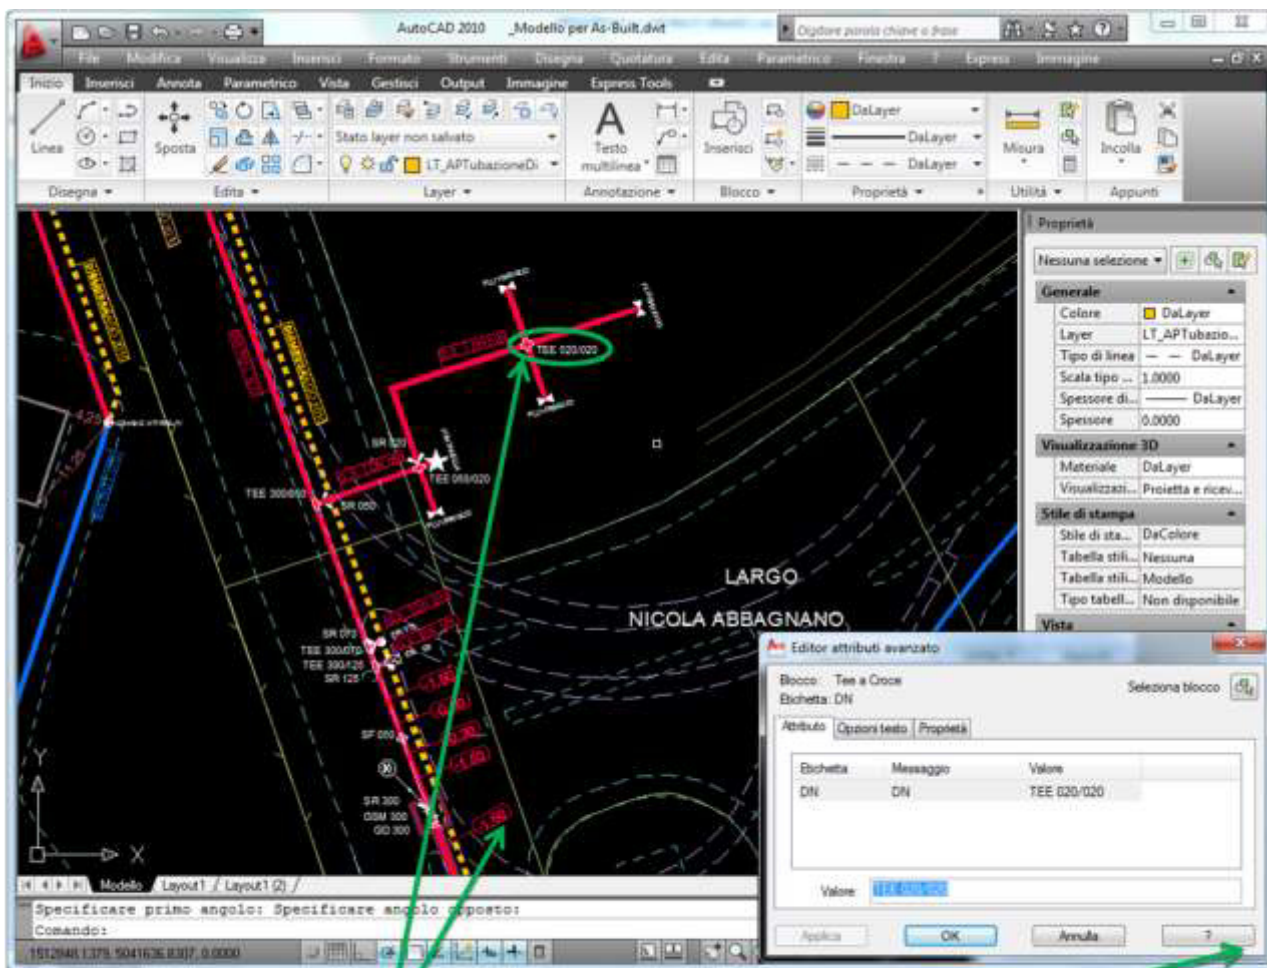 AutoCAD 2010 _Modello per As-Built.dwt
Digitare parola chiave o frase
File Modifica Visualizza Inserisci Formato Strumenti Disegna Quotatura Edita Parametrico Finestra ? Express Immagine
Inizio Inserisci Annota Parametrico Vista Gestisci Output Immagine Express Tools
Linea
Sposta
Stato layer non salvato
LT_APTubazioneDi
Testo
multilinea
Inserisci
DaLayer
DaLayer
DaLayer
Misura
Incolla
Disegna
Edita
Layer
Annotazione
Blocco
Proprietà
Utilità
Appunti
TEE 020/020
SR 020
TEE 050/020
TEE 300/050
SR 050
LARGO
NICOLA ABBAGNANO
SR 070
TEE 300/070
TEE 300/125
SR 125
SF 050
SR 300
GSM 300
GD 300
Y
X
Proprietà
Nessuna selezione
Generale
Colore DaLayer
Layer LT_APTubazio...
Tipo di linea DaLayer
Scala tipo ... 1.0000
Spessore di... DaLayer
Spessore 0.0000
Visualizzazione 3D
Materiale DaLayer
Visualizzazi... Proietta e ricev...
Stile di stampa
Stile di sta... DaColore
Tabella stili... Nessuna
Tabella stili... Modello
Tipo tabell... Non disponibile
Vista
Editor attributi avanzato
Blocco: Tee a Croce
Etichetta: DN
Seleziona blocco
Attributo Opzioni testo Proprietà
Etichetta Messaggio Valore
DN DN TEE 020/020
Valore: TEE 020/020
Applica OK Annulla ?
Modello Layout1 Layout1 (2)
Specificare primo angolo: Specificare angolo opposto:
Comando: